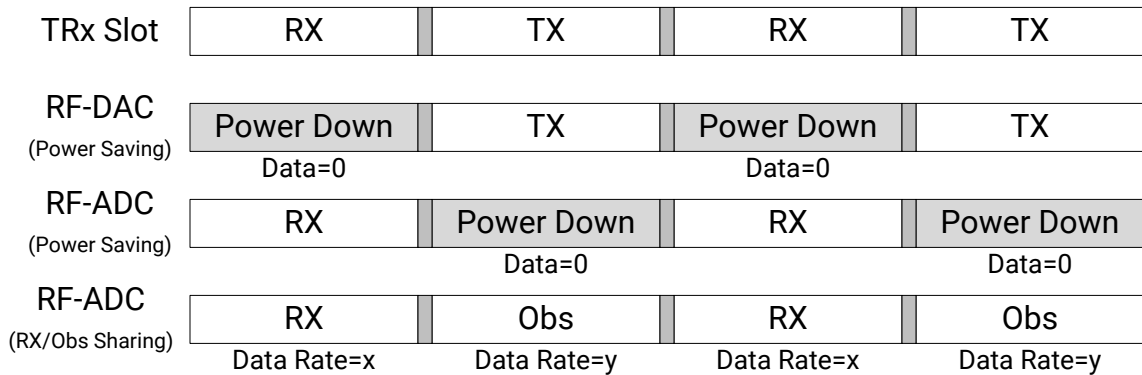 TRx Slot RX TX RX TX
RF-DAC
(Power Saving)
Power Down TX Power Down TX
Data=0 Data=0
RF-ADC
(Power Saving)
RX Power Down RX Power Down
Data=0 Data=0
RF-ADC
(RX/Obs Sharing)
RX Obs RX Obs
Data Rate=x Data Rate=y Data Rate=x Data Rate=y